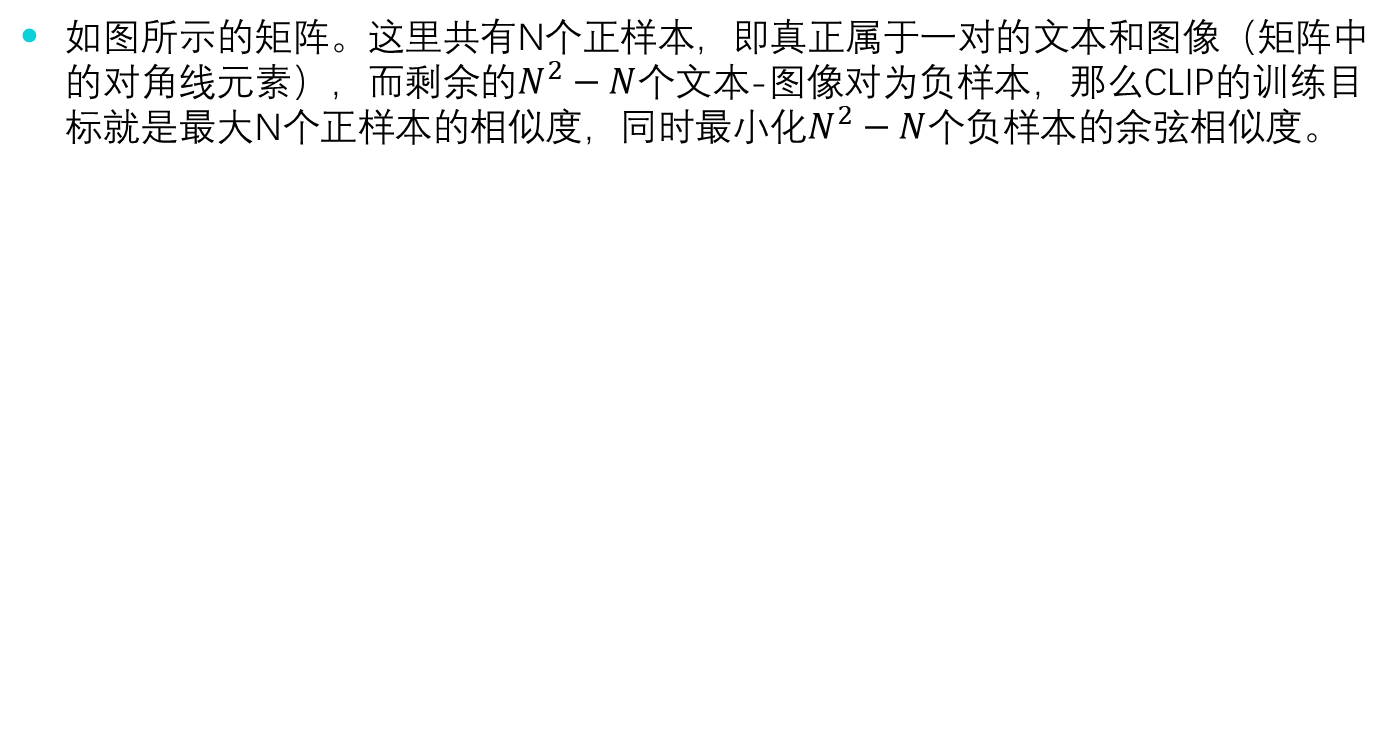 如图所示的矩阵。这里共有N个正样本，即真正属于一对的文本和图像（矩阵中
的对角线元素），而剩余的N² − N个文本-图像对为负样本，那么CLIP的训练目
标就是最大N个正样本的相似度，同时最小化N² − N个负样本的余弦相似度。